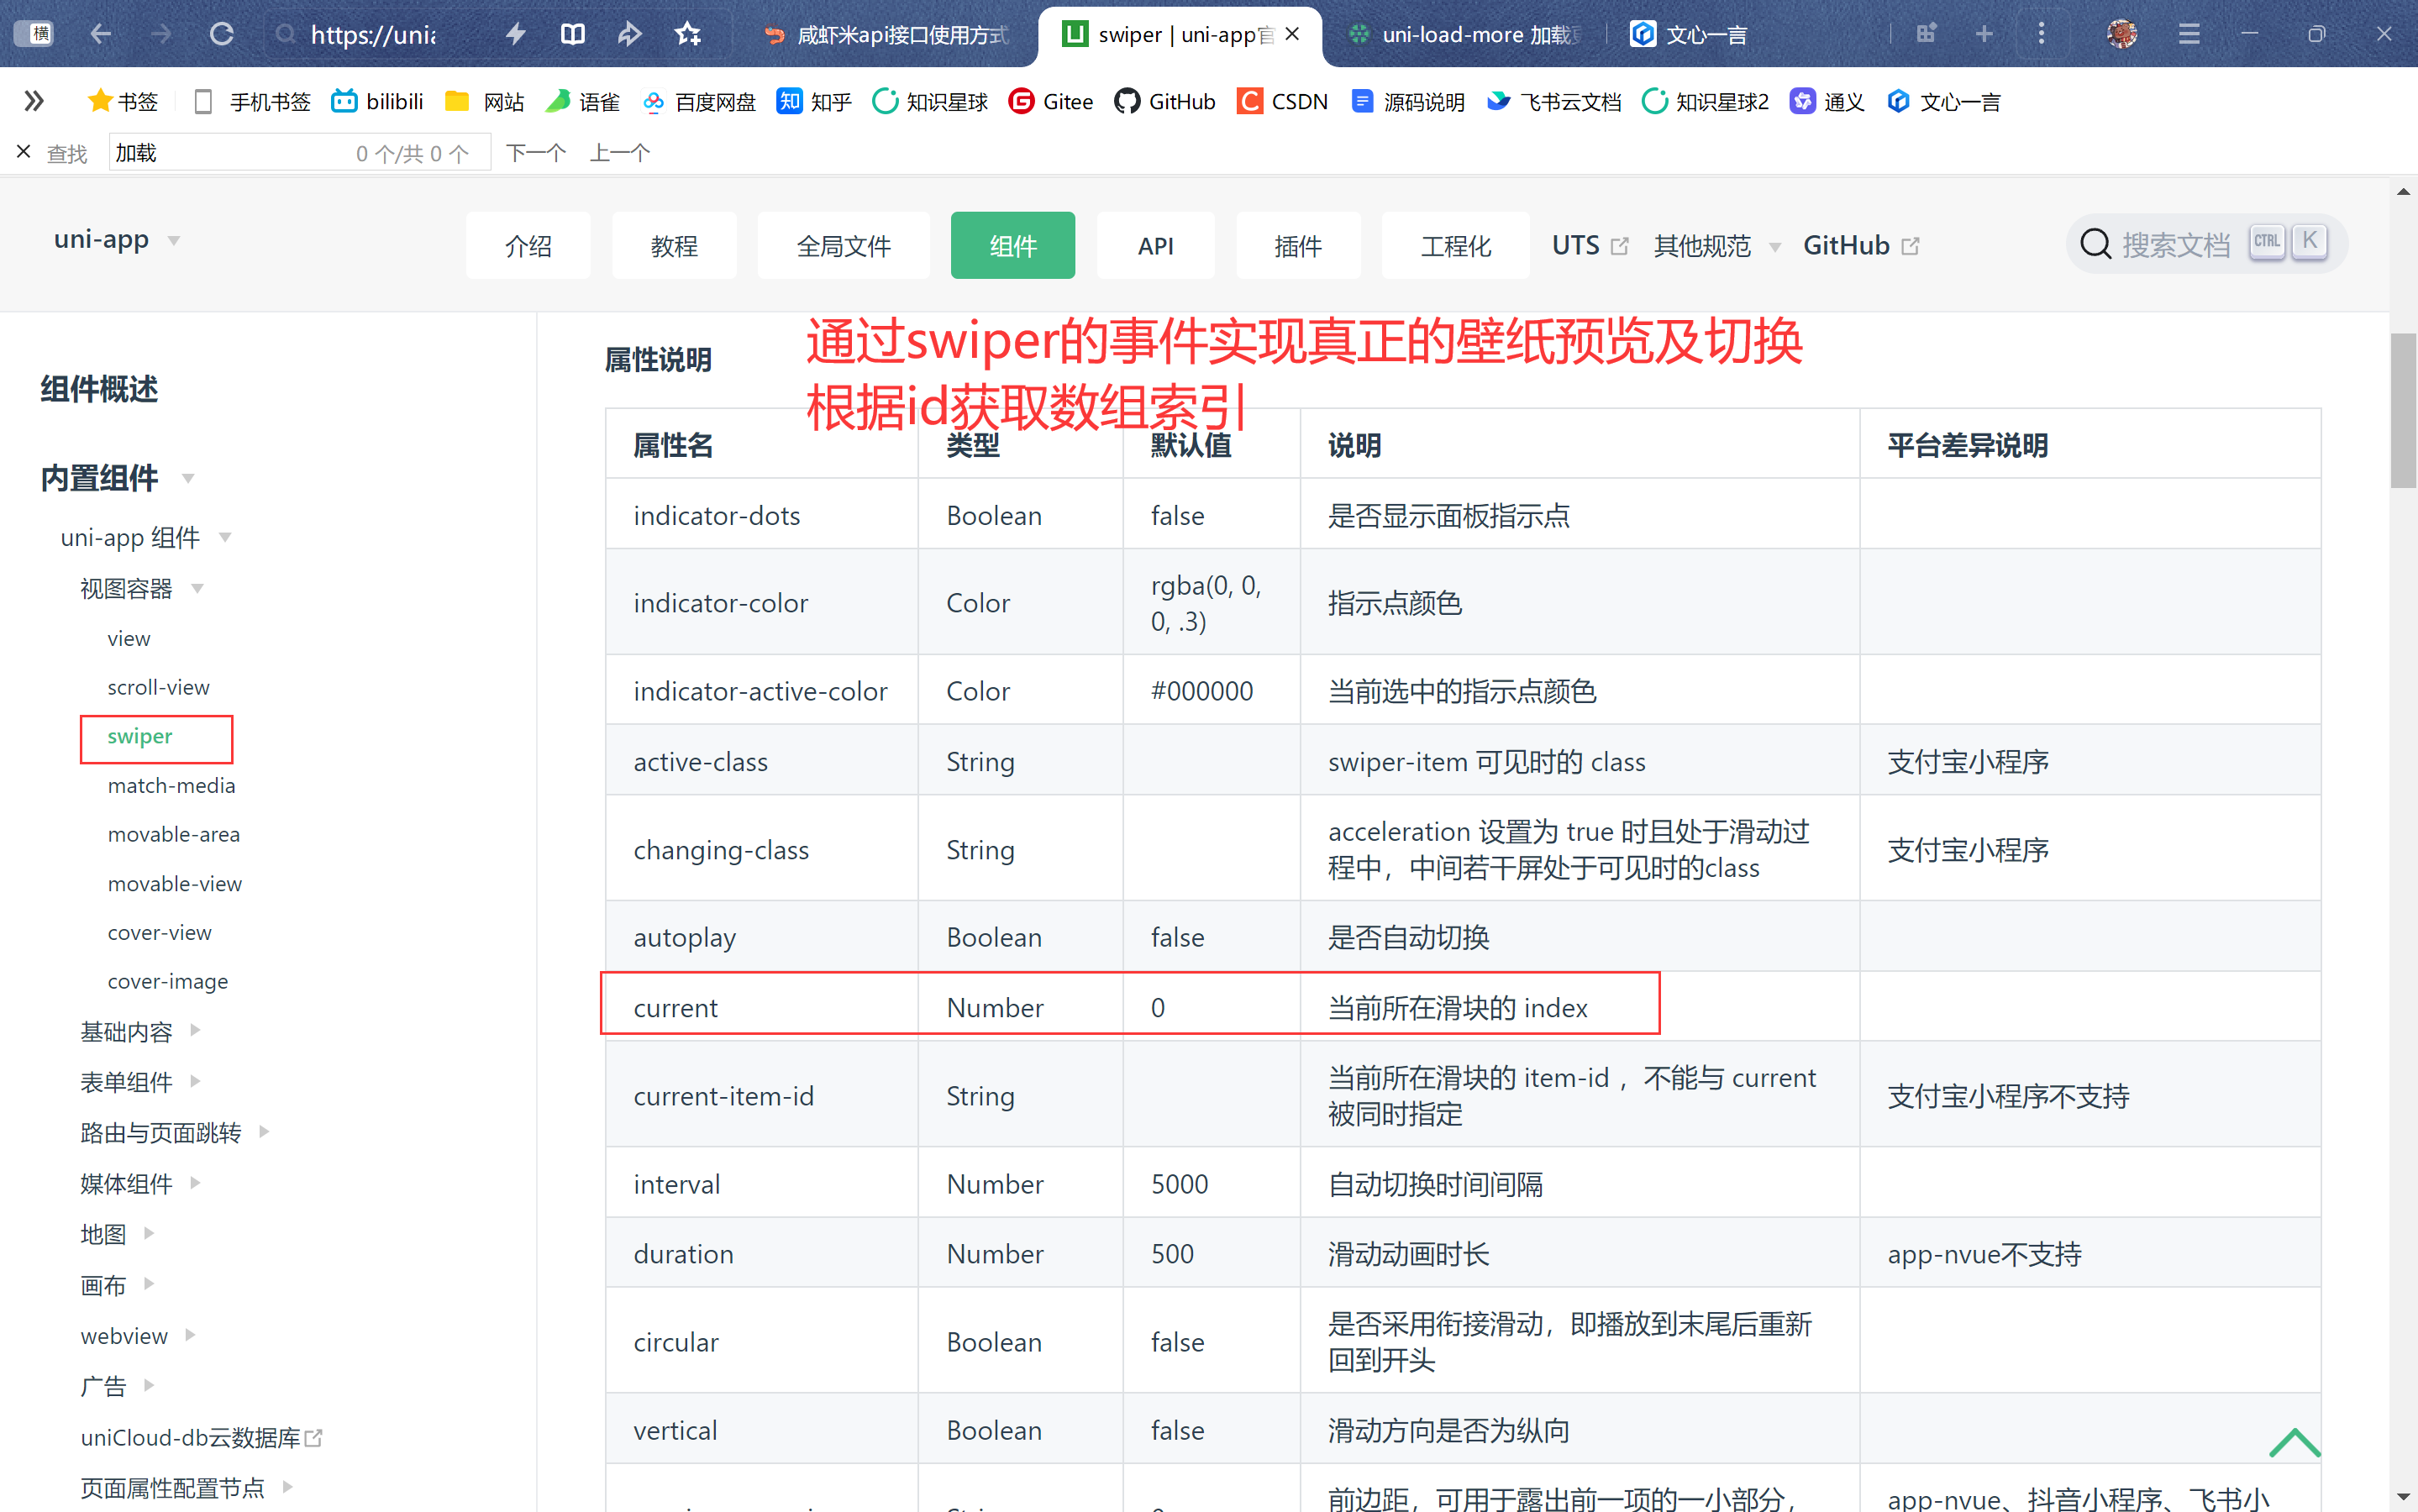 横
https://unia
咸虾米api接口使用方式
swiper | uni-app官
uni-load-more 加载
文心一言
书签
手机书签
bilibili
网站
语雀
百度网盘
知 知乎
知识星球
Gitee
GitHub
CSDN
源码说明
飞书云文档
知识星球2
通义
文心一言
查找 加载 0 个/共 0 个 下一个 上一个
uni-app
介绍
教程
全局文件
组件
API
插件
工程化
UTS
其他规范
GitHub
搜索文档 CTRL K
组件概述
内置组件
uni-app 组件
视图容器
view
scroll-view
swiper
match-media
movable-area
movable-view
cover-view
cover-image
基础内容
表单组件
路由与页面跳转
媒体组件
地图
画布
webview
广告
uniCloud-db云数据库
页面属性配置节点
属性说明
通过swiper的事件实现真正的壁纸预览及切换
根据id获取数组索引
属性名 类型 默认值 说明 平台差异说明
indicator-dots Boolean false 是否显示面板指示点
indicator-color Color rgba(0, 0, 0, .3) 指示点颜色
indicator-active-color Color #000000 当前选中的指示点颜色
active-class String swiper-item 可见时的 class 支付宝小程序
changing-class String acceleration 设置为 true 时且处于滑动过程中，中间若干屏处于可见时的class 支付宝小程序
autoplay Boolean false 是否自动切换
current Number 0 当前所在滑块的 index
current-item-id String 当前所在滑块的 item-id ，不能与 current 被同时指定 支付宝小程序不支持
interval Number 5000 自动切换时间间隔
duration Number 500 滑动动画时长 app-nvue不支持
circular Boolean false 是否采用衔接滑动，即播放到末尾后重新回到开头
vertical Boolean false 滑动方向是否为纵向
前边距，可用于露出前一项的一小部分， app-nvue、抖音小程序、飞书小